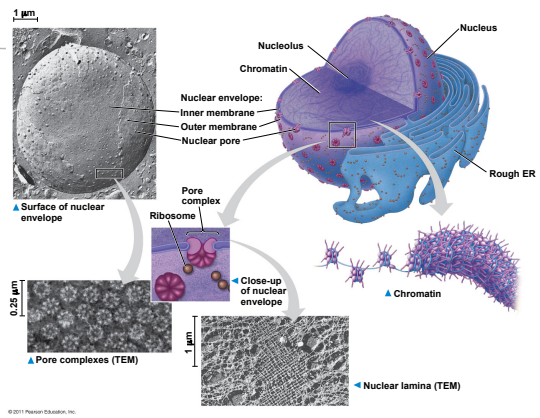 1 µm
Nucleus
Nucleolus
Chromatin
Nuclear envelope:
Inner membrane
Outer membrane
Nuclear pore
Rough ER
▲ Surface of nuclear
envelope
Pore
complex
Ribosome
◄ Close-up
of nuclear
envelope
▲ Chromatin
0.25 µm
▲ Pore complexes (TEM)
1 µm
◄ Nuclear lamina (TEM)
© 2011 Pearson Education, Inc.